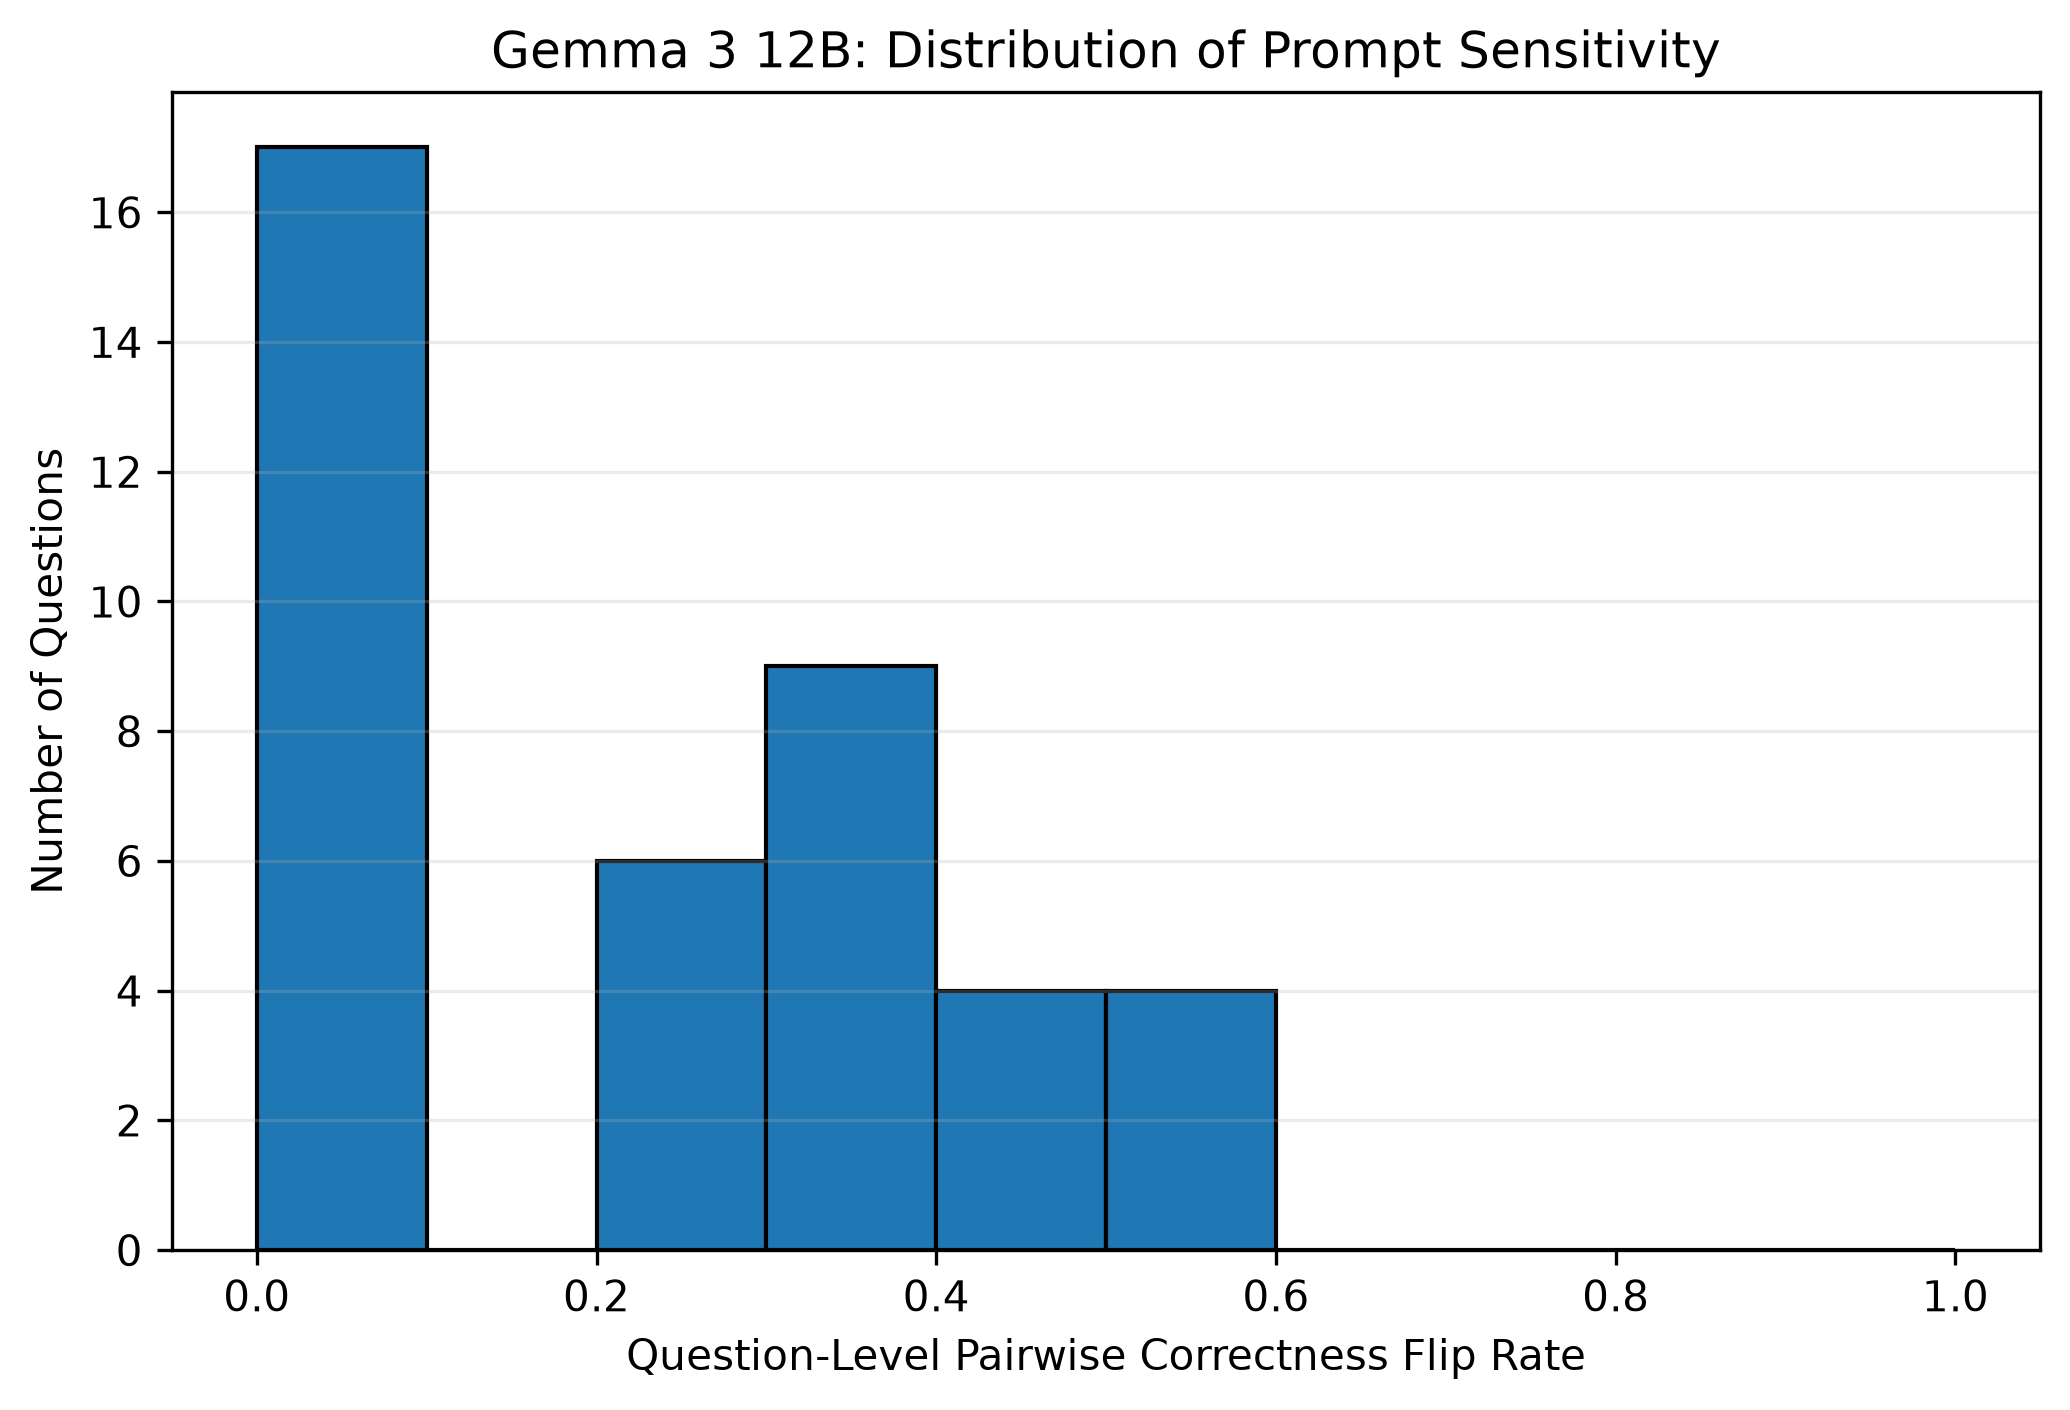 Gemma 3 12B: Distribution of Prompt Sensitivity
Number of Questions
16
14
12
10
8
6
4
2
0
0.0 0.2 0.4 0.6 0.8 1.0
Question-Level Pairwise Correctness Flip Rate